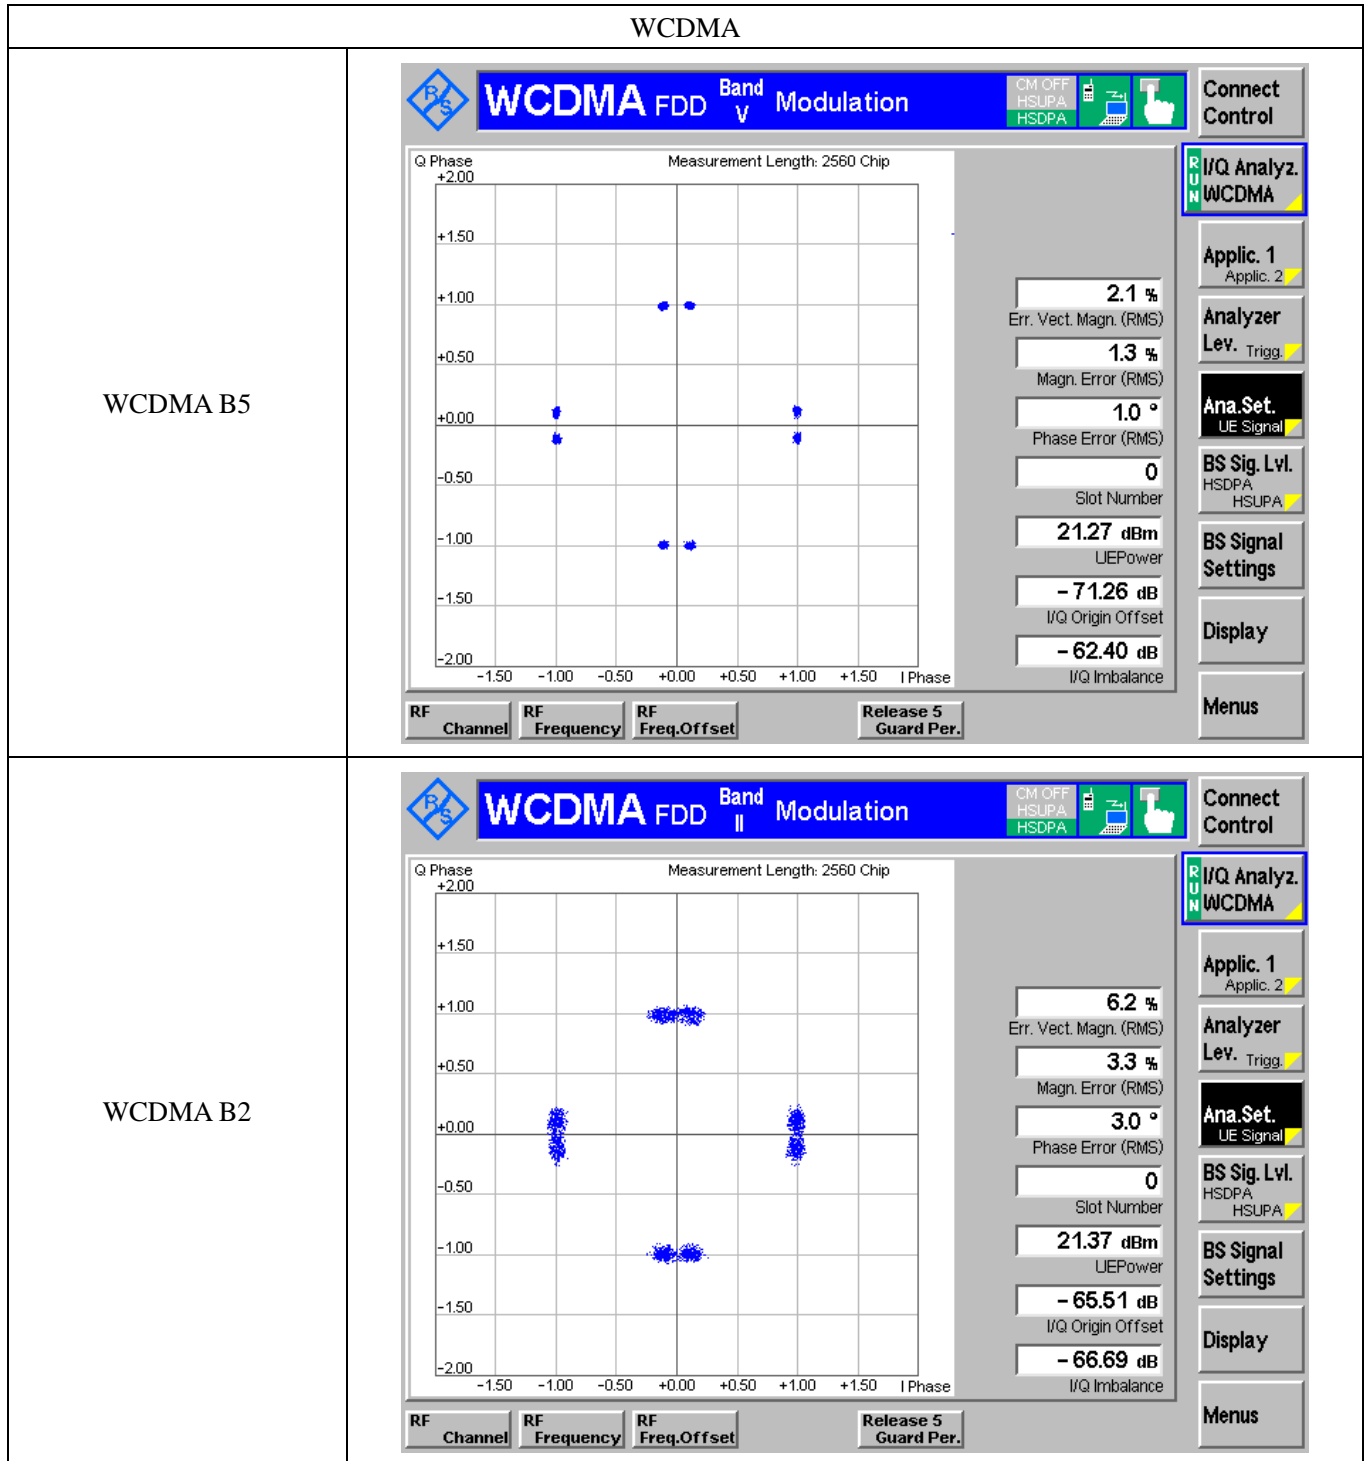 WCDMA
WCDMA B5
R/S
WCDMA FDD Band V Modulation
CM OFF
HSUPA
HSDPA
Connect
Control
Q Phase
Measurement Length: 2560 Chip
+2.00
+1.50
+1.00
+0.50
+0.00
-0.50
-1.00
-1.50
-2.00
-1.50 -1.00 -0.50 +0.00 +0.50 +1.00 +1.50 I Phase
2.1 %
Err. Vect. Magn. (RMS)
1.3 %
Magn. Error (RMS)
1.0 °
Phase Error (RMS)
0
Slot Number
21.27 dBm
UEPower
-71.26 dB
I/Q Origin Offset
-62.40 dB
I/Q Imbalance
RUN
I/Q Analyz.
WCDMA
Applic. 1
Applic. 2
Analyzer
Lev. Trigg.
Ana.Set.
UE Signal
BS Sig. Lvl.
HSDPA
HSUPA
BS Signal
Settings
Display
Menus
RF
Channel
RF
Frequency
RF
Freq.Offset
Release 5
Guard Per.
WCDMA B2
R/S
WCDMA FDD Band II Modulation
CM OFF
HSUPA
HSDPA
Connect
Control
Q Phase
Measurement Length: 2560 Chip
+2.00
+1.50
+1.00
+0.50
+0.00
-0.50
-1.00
-1.50
-2.00
-1.50 -1.00 -0.50 +0.00 +0.50 +1.00 +1.50 I Phase
6.2 %
Err. Vect. Magn. (RMS)
3.3 %
Magn. Error (RMS)
3.0 °
Phase Error (RMS)
0
Slot Number
21.37 dBm
UEPower
-65.51 dB
I/Q Origin Offset
-66.69 dB
I/Q Imbalance
RUN
I/Q Analyz.
WCDMA
Applic. 1
Applic. 2
Analyzer
Lev. Trigg.
Ana.Set.
UE Signal
BS Sig. Lvl.
HSDPA
HSUPA
BS Signal
Settings
Display
Menus
RF
Channel
RF
Frequency
RF
Freq.Offset
Release 5
Guard Per.